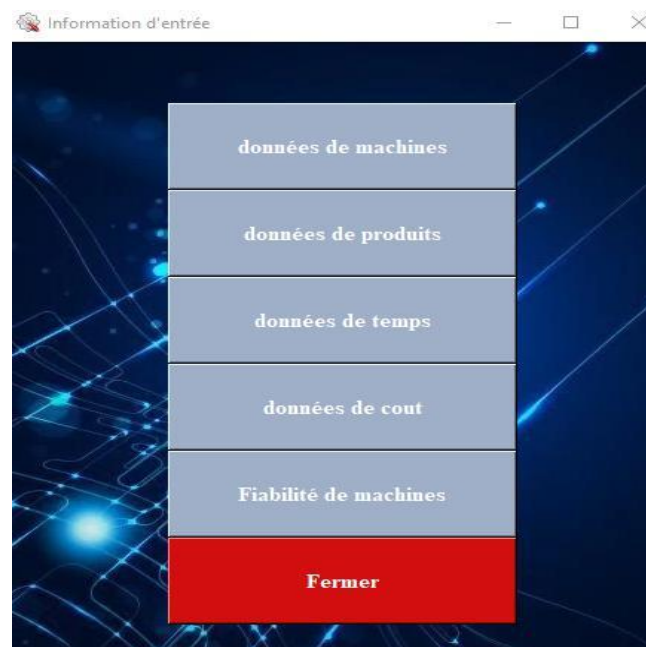 Information d'entrée
données de machines
données de produits
données de temps
données de cout
Fiabilité de machines
Fermer